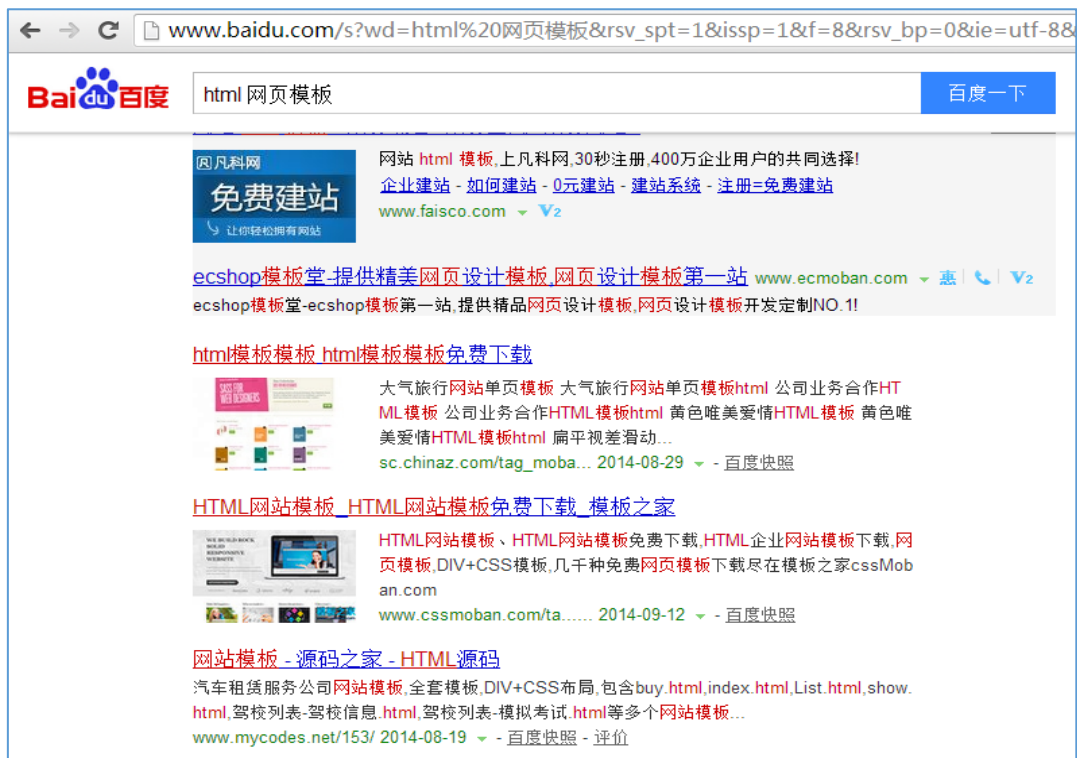 www.baidu.com/s?wd=html%20网页模板&rsv_spt=1&issp=1&f=8&rsv_bp=0&ie=utf-8&
Bai du 百度 html 网页模板 百度一下
凡科网
免费建站
让你轻松拥有网站
网站 html 模板,上凡科网,30秒注册,400万企业用户的共同选择!
企业建站 - 如何建站 - 0元建站 - 建站系统 - 注册=免费建站
www.faisco.com V2
ecshop模板堂-提供精美网页设计模板,网页设计模板第一站 www.ecmoban.com 惠 V2
ecshop模板堂-ecshop模板第一站,提供精品网页设计模板,网页设计模板开发定制NO.1!
html模板模板 html模板模板免费下载
SASS FOR
WEB DESIGNERS
大气旅行网站单页模板 大气旅行网站单页模板html 公司业务合作HT
ML模板 公司业务合作HTML模板html 黄色唯美爱情HTML模板 黄色唯
美爱情HTML模板html 扁平视差滑动...
sc.chinaz.com/tag_moba... 2014-08-29 - 百度快照
HTML网站模板_HTML网站模板免费下载_模板之家
WE BUILD ROCK
SOLID
RESPONSIVE
WEBSITE
HTML网站模板、HTML网站模板免费下载,HTML企业网站模板下载,网
页模板,DIV+CSS模板,几千种免费网页模板下载尽在模板之家cssMob
an.com
www.cssmoban.com/ta...... 2014-09-12 - 百度快照
网站模板 - 源码之家 - HTML源码
汽车租赁服务公司网站模板,全套模板,DIV+CSS布局,包含buy.html,index.html,List.html,show.
html,驾校列表-驾校信息.html,驾校列表-模拟考试.html等多个网站模板...
www.mycodes.net/153/ 2014-08-19 - 百度快照 - 评价